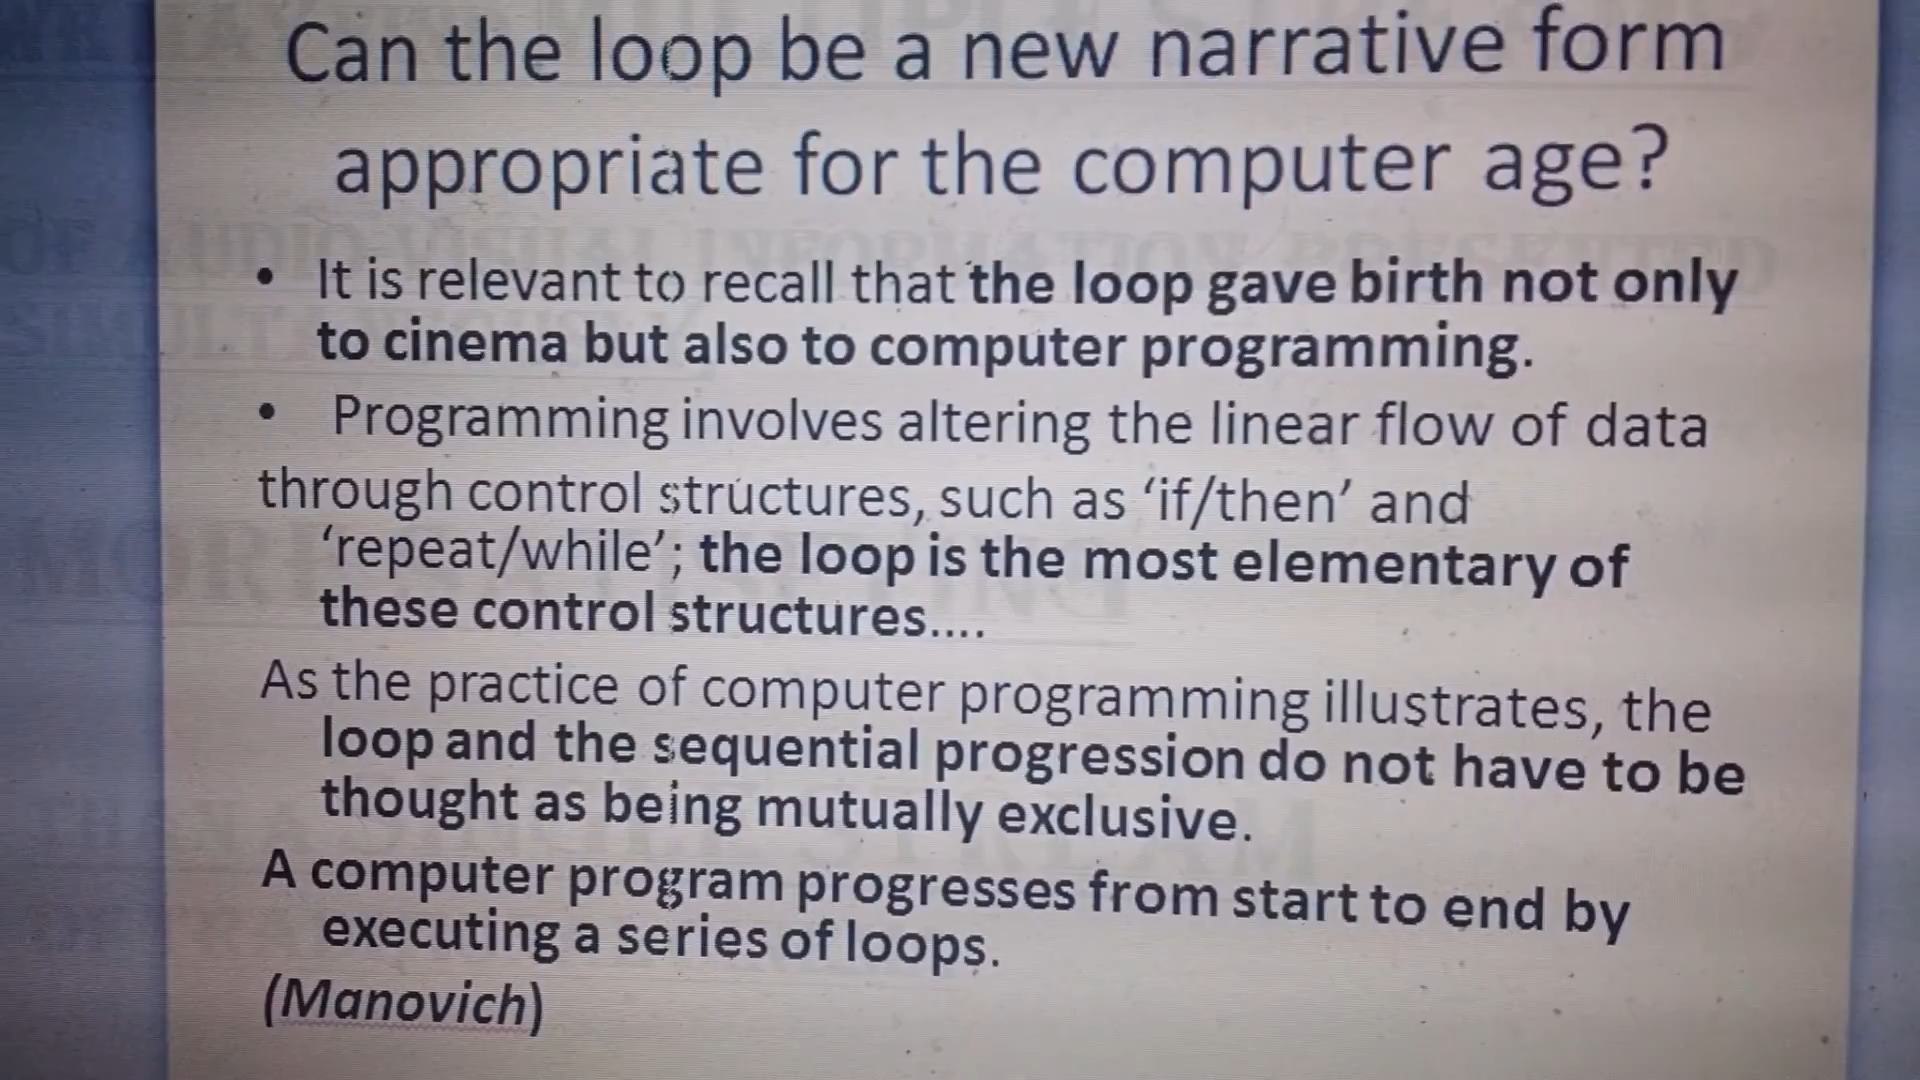 Can the loop be a new narrative form
appropriate for the computer age?
• It is relevant to recall that the loop gave birth not only
to cinema but also to computer programming.
• Programming involves altering the linear flow of data
through control structures, such as ‘if/then’ and
‘repeat/while’; the loop is the most elementary of
these control structures....
As the practice of computer programming illustrates, the
loop and the sequential progression do not have to be
thought as being mutually exclusive.
A computer program progresses from start to end by
executing a series of loops.
(Manovich)